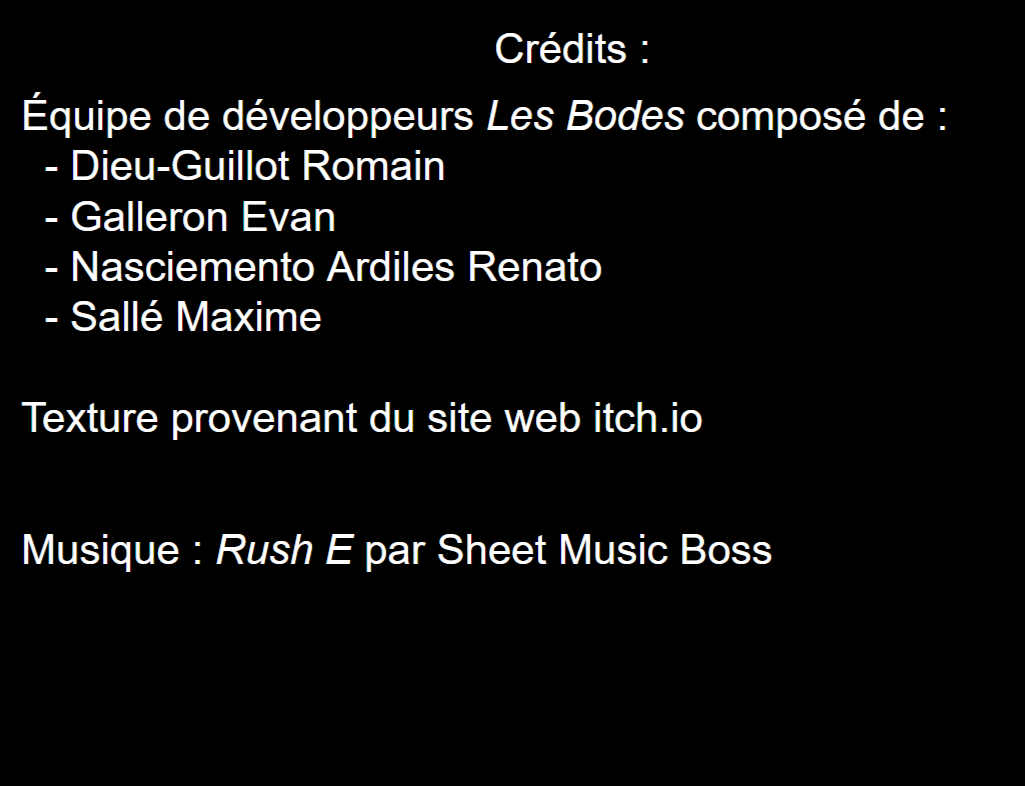 Crédits :
Équipe de développeurs Les Bodes composé de :
- Dieu-Guillot Romain
- Galleron Evan
- Nasciemento Ardiles Renato
- Sallé Maxime
Texture provenant du site web itch.io
Musique : Rush E par Sheet Music Boss